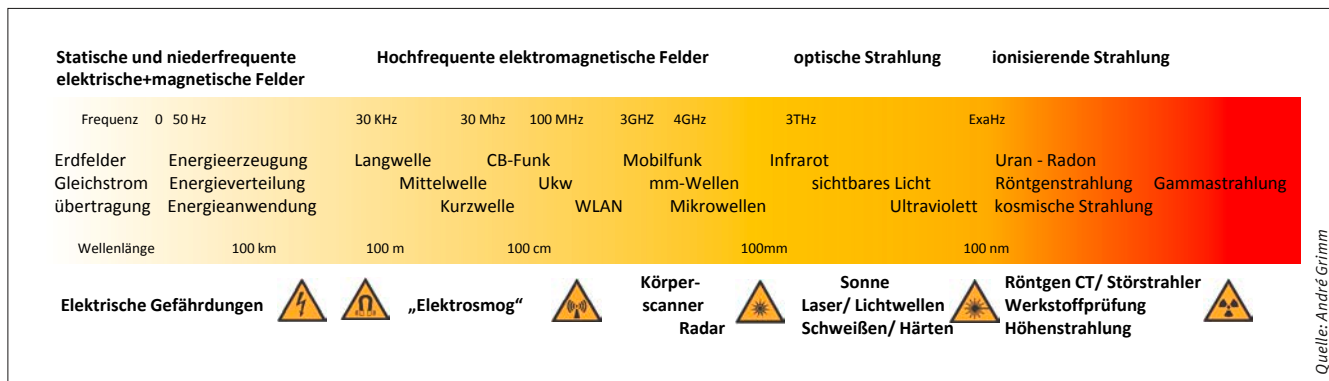 Statische und niederfrequente
elektrische+magnetische Felder
Hochfrequente elektromagnetische Felder
optische Strahlung
ionisierende Strahlung
Frequenz 0 50 Hz 30 KHz 30 Mhz 100 MHz 3GHZ 4GHz 3THz ExaHz
Erdfelder Energieerzeugung Langwelle CB-Funk Mobilfunk Infrarot Uran - Radon
Gleichstrom Energieverteilung Mittelwelle Ukw mm-Wellen sichtbares Licht Röntgenstrahlung Gammastrahlung
übertragung Energieanwendung Kurzwelle WLAN Mikrowellen Ultraviolett kosmische Strahlung
Wellenlänge 100 km 100 m 100 cm 100mm 100 nm
Elektrische Gefährdungen
„Elektrosmog“
Körper-
scanner
Radar
Sonne
Laser/ Lichtwellen
Schweißen/ Härten
Röntgen CT/ Störstrahler
Werkstoffprüfung
Höhenstrahlung
Quelle: André Grimm